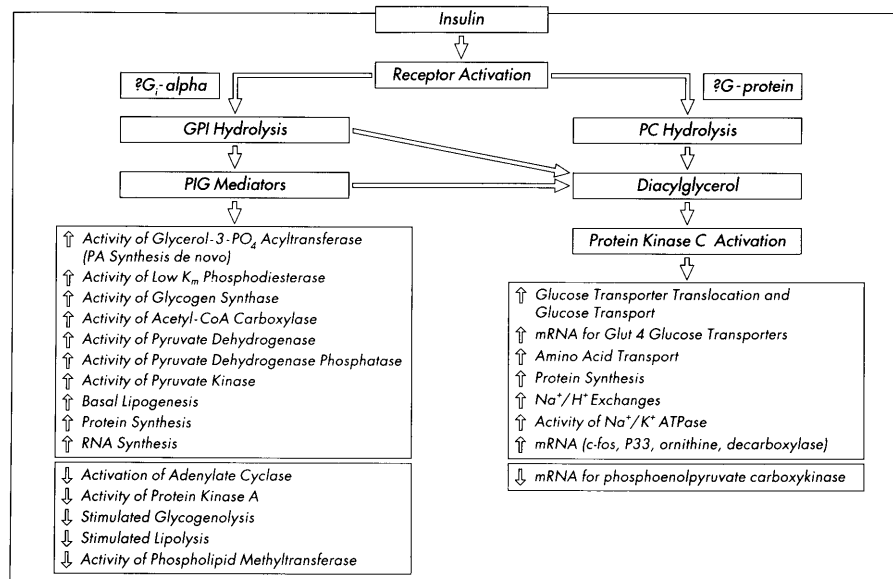 Insulin
Receptor Activation
?Gi-alpha
?G-protein
GPI Hydrolysis
PC Hydrolysis
PIG Mediators
Diacylglycerol
Protein Kinase C Activation
⇧ Activity of Glycerol-3-PO4 Acyltransferase
(PA Synthesis de novo)
⇧ Activity of Low Km Phosphodiesterase
⇧ Activity of Glycogen Synthase
⇧ Activity of Acetyl-CoA Carboxylase
⇧ Activity of Pyruvate Dehydrogenase
⇧ Activity of Pyruvate Dehydrogenase Phosphatase
⇧ Activity of Pyruvate Kinase
⇧ Basal Lipogenesis
⇧ Protein Synthesis
⇧ RNA Synthesis
⇩ Activation of Adenylate Cyclase
⇩ Activity of Protein Kinase A
⇩ Stimulated Glycogenolysis
⇩ Stimulated Lipolysis
⇩ Activity of Phospholipid Methyltransferase
⇧ Glucose Transporter Translocation and
Glucose Transport
⇧ mRNA for Glut 4 Glucose Transporters
⇧ Amino Acid Transport
⇧ Protein Synthesis
⇧ Na+/H+ Exchanges
⇧ Activity of Na+/K+ ATPase
⇧ mRNA (c-fos, P33, ornithine, decarboxylase)
⇩ mRNA for phosphoenolpyruvate carboxykinase